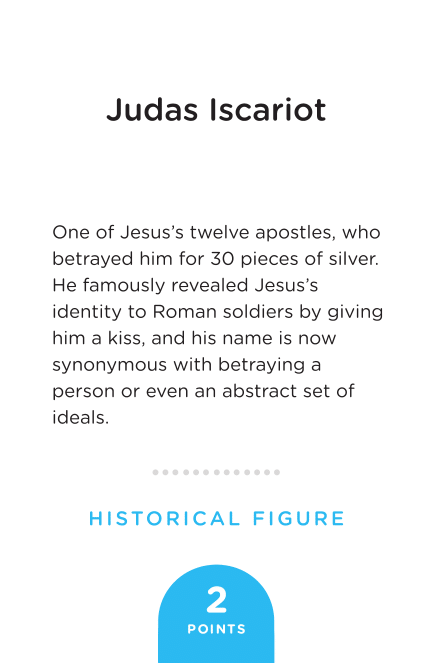 Judas Iscariot
One of Jesus’s twelve apostles, who
betrayed him for 30 pieces of silver.
He famously revealed Jesus’s
identity to Roman soldiers by giving
him a kiss, and his name is now
synonymous with betraying a
person or even an abstract set of
ideals.
HISTORICAL FIGURE
2
POINTS